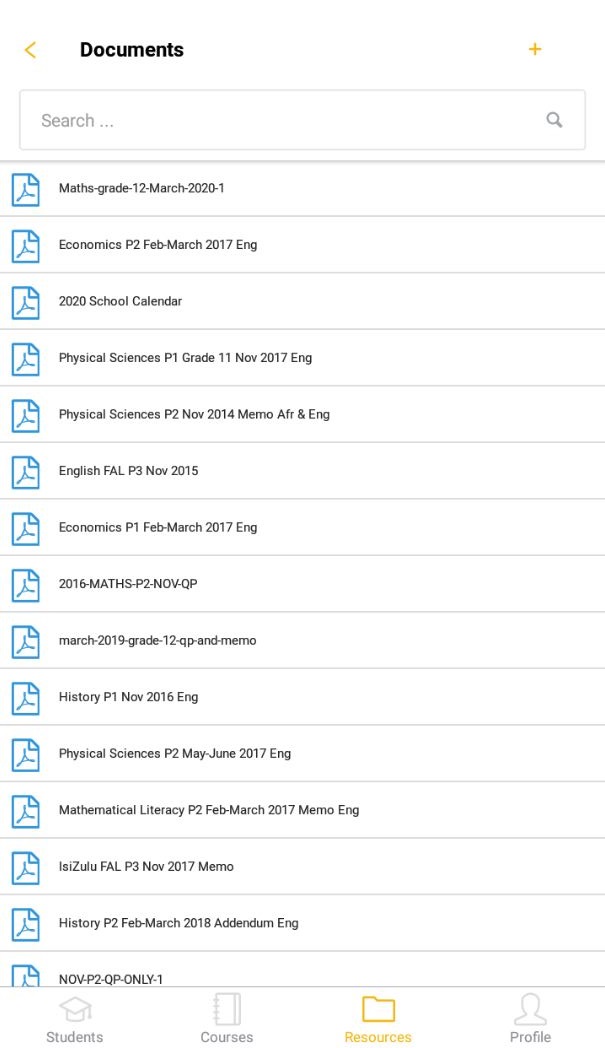 Documents
+
Search ...
Maths-grade-12-March-2020-1
Economics P2 Feb-March 2017 Eng
2020 School Calendar
Physical Sciences P1 Grade 11 Nov 2017 Eng
Physical Sciences P2 Nov 2014 Memo Afr & Eng
English FAL P3 Nov 2015
Economics P1 Feb-March 2017 Eng
2016-MATHS-P2-NOV-QP
march-2019-grade-12-qp-and-memo
History P1 Nov 2016 Eng
Physical Sciences P2 May-June 2017 Eng
Mathematical Literacy P2 Feb-March 2017 Memo Eng
IsiZulu FAL P3 Nov 2017 Memo
History P2 Feb-March 2018 Addendum Eng
NOV-P2-QP-ONLY-1
Students Courses Resources Profile